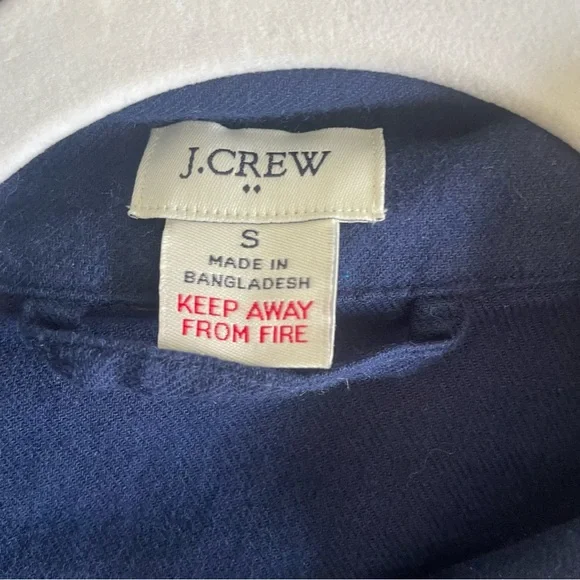 J.CREW
S
MADE IN
BANGLADESH
KEEP AWAY
FROM FIRE